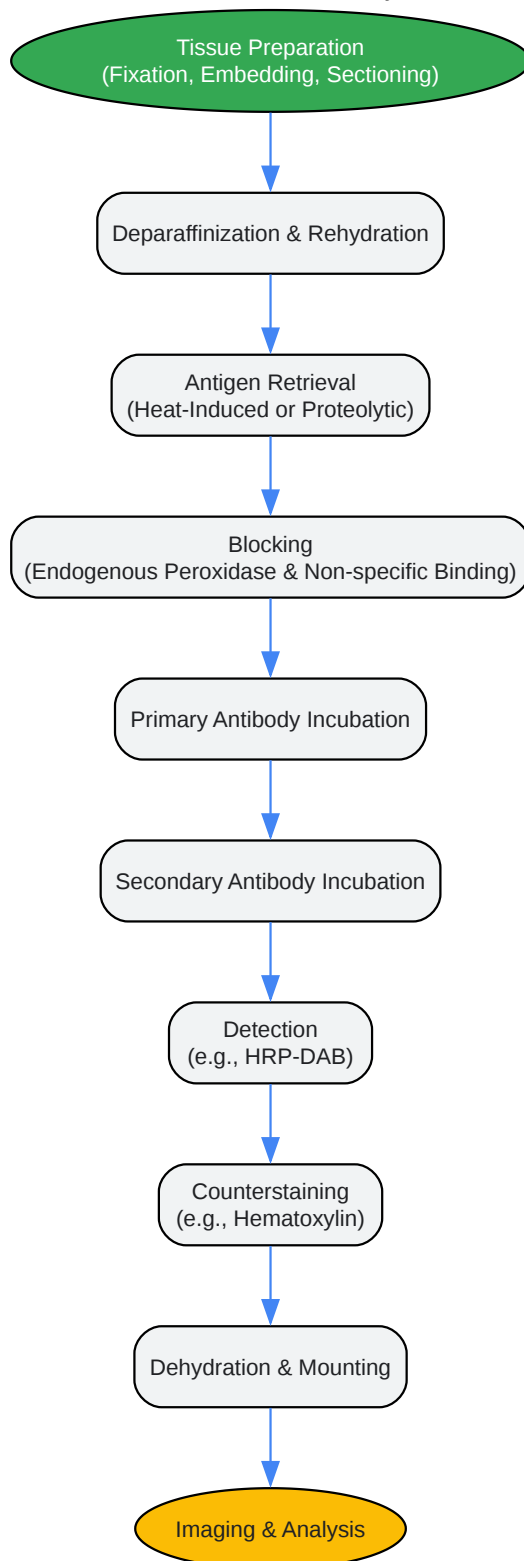 Tissue Preparation
(Fixation, Embedding, Sectioning)
Deparaffinization & Rehydration
Antigen Retrieval
(Heat-Induced or Proteolytic)
Blocking
(Endogenous Peroxidase & Non-specific Binding)
Primary Antibody Incubation
Secondary Antibody Incubation
Detection
(e.g., HRP-DAB)
Counterstaining
(e.g., Hematoxylin)
Dehydration & Mounting
Imaging & Analysis